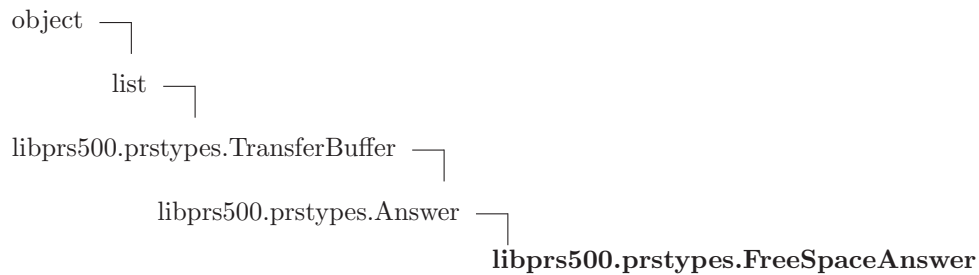 object
list
libprs500.prstypes.TransferBuffer
libprs500.prstypes.Answer
libprs500.prstypes.FreeSpaceAnswer